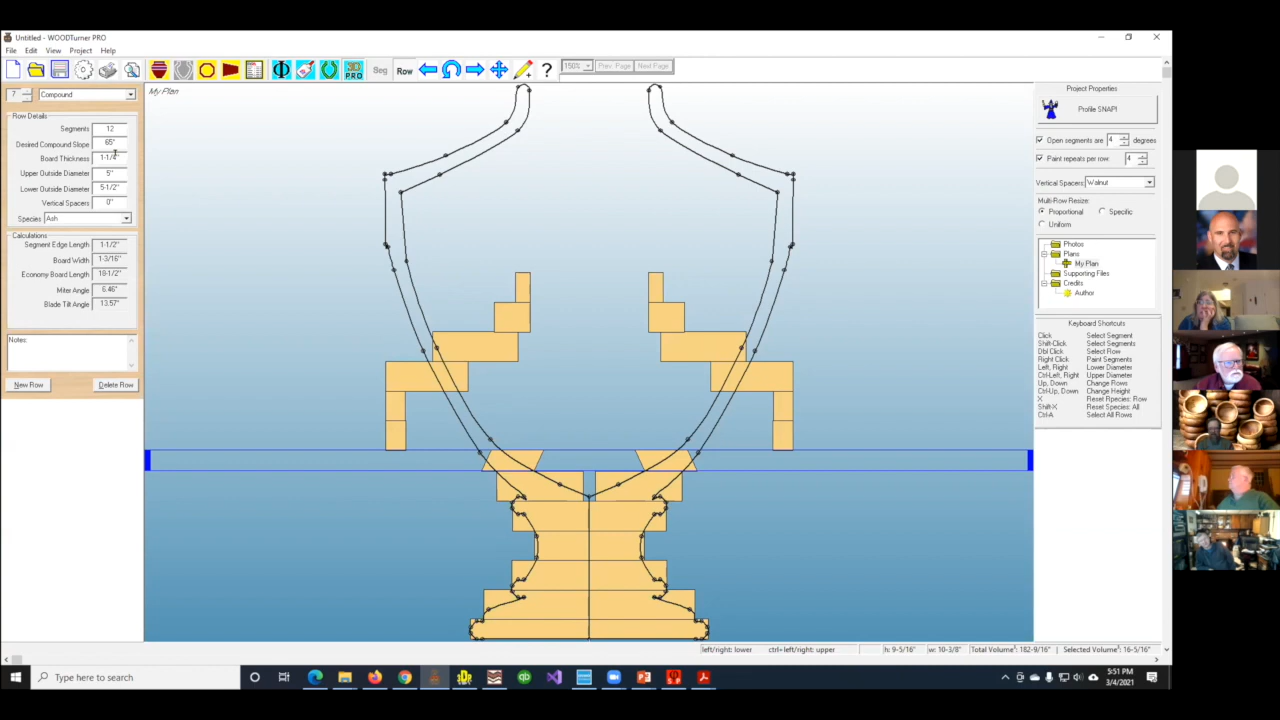 Untitled - WOODTurner PRO
File Edit View Project Help
3D PRO Seg Row ? 150% Prev. Page Next Page
7 Compound
Row Details
Segments 12
Desired Compound Slope 65°
Board Thickness 1-1/4"
Upper Outside Diameter 5"
Lower Outside Diameter 5-1/2"
Vertical Spacers 0"
Species Ash
Calculations
Segment Edge Length 1-1/2"
Board Width 1-3/16"
Economy Board Length 18-1/2"
Miter Angle 6.46°
Blade Tilt Angle 13.57°
Notes:
New Row Delete Row
My Plan
Project Properties
Profile SNAP!
Open segments are 4 degrees
Paint repeats per row: 4
Vertical Spacers: Walnut
Multi-Row Resize:
Proportional Specific
Uniform
Photos
Plans
My Plan
Supporting Files
Credits
Author
Keyboard Shortcuts
Click Select Segment
Shift-Click Select Segments
Dbl Click Select Row
Right Click Paint Segments
Left, Right Lower Diameter
Ctrl-Left, Right Upper Diameter
Up, Down Change Rows
Ctrl-Up, Down Change Height
X Reset Rpecies: Row
Shift-X Reset Species: All
Ctrl-A Select All Rows
left/right: lower ctrl+left/right: upper h: 9-5/16" w: 10-3/8" Total Volume³: 182-9/16" Selected Volume³: 16-5/16"
Type here to search
5:51 PM
3/4/2021